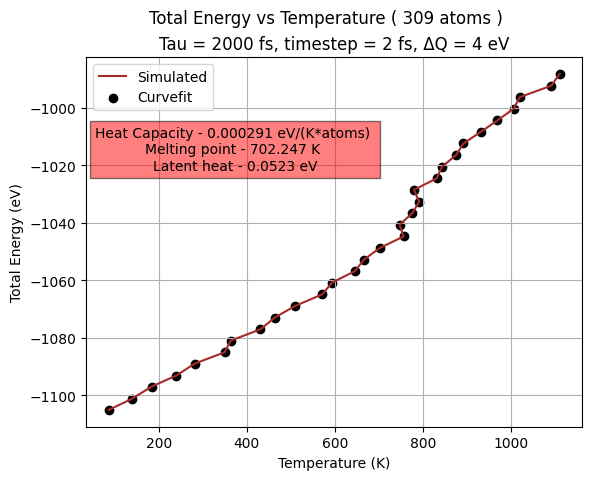 Total Energy vs Temperature ( 309 atoms )
Tau = 2000 fs, timestep = 2 fs, ΔQ = 4 eV
Simulated
Curvefit
Heat Capacity - 0.000291 eV/(K*atoms)
Melting point - 702.247 K
Latent heat - 0.0523 eV
Total Energy (eV)
−1000
−1020
−1040
−1060
−1080
−1100
200 400 600 800 1000
Temperature (K)